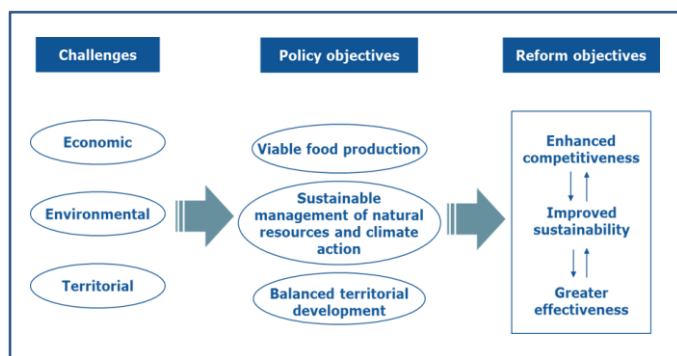 Challenges
Policy objectives
Reform objectives
Economic
Environmental
Territorial
Viable food production
Sustainable
management of natural
resources and climate
action
Balanced territorial
development
Enhanced
competitiveness
Improved
sustainability
Greater
effectiveness